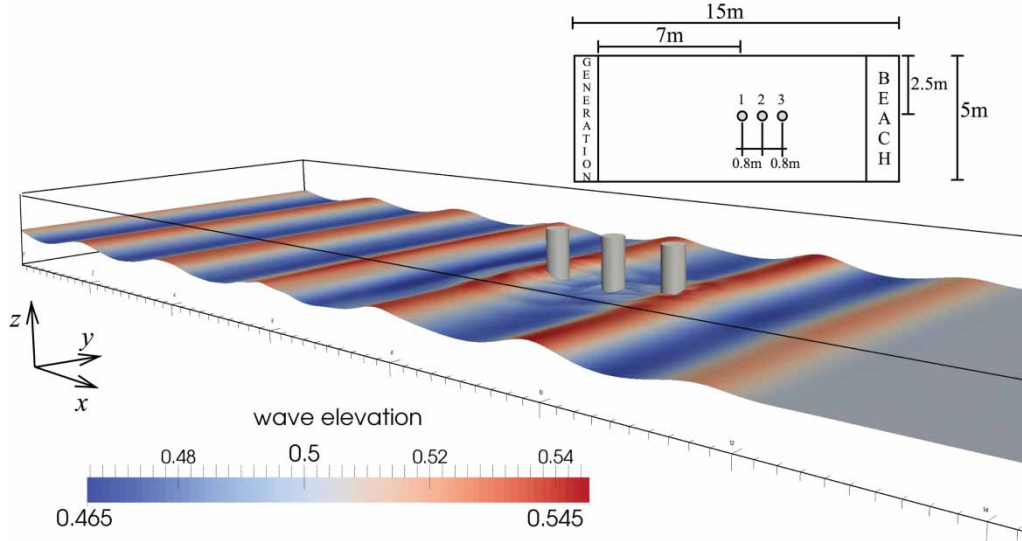 15m
7m
GENERATION
BEACH
2.5m
5m
1 2 3
0.8m 0.8m
z
y
x
wave elevation
0.48 0.5 0.52 0.54
0.465 0.545